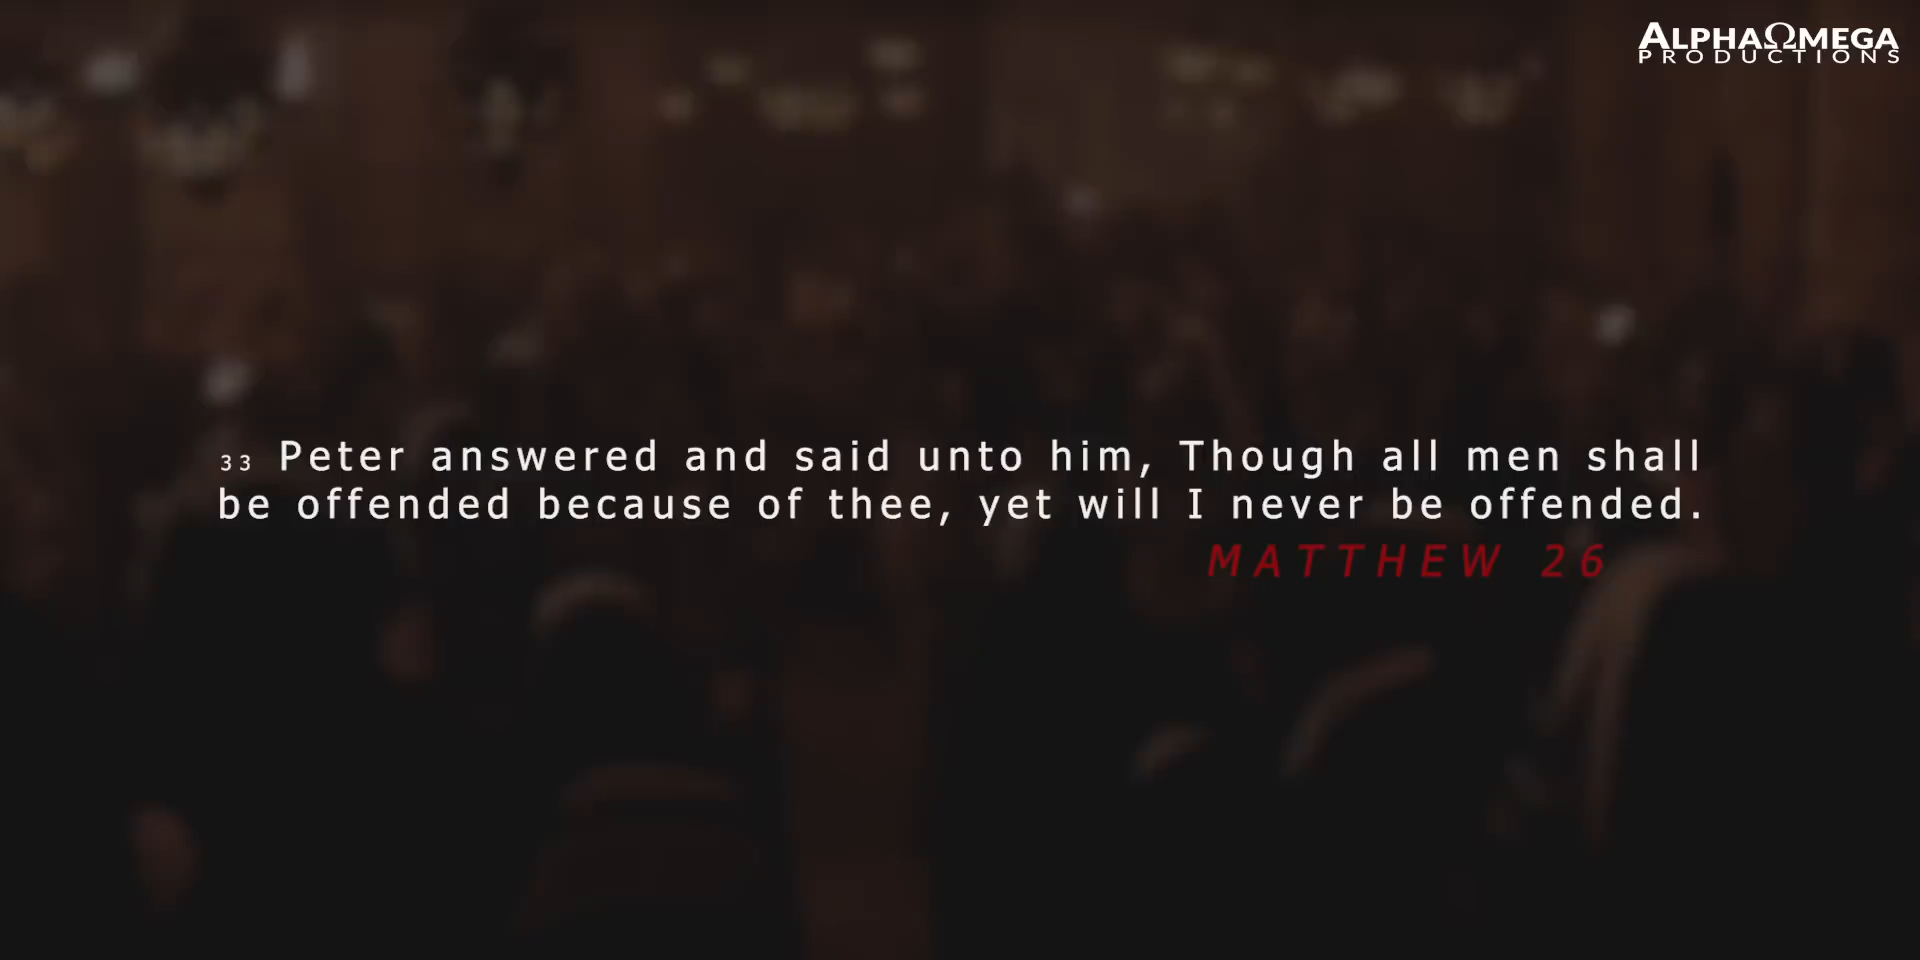 ALPHAΩMEGA
PRODUCTIONS
33 Peter answered and said unto him, Though all men shall
be offended because of thee, yet will I never be offended.
MATTHEW 26